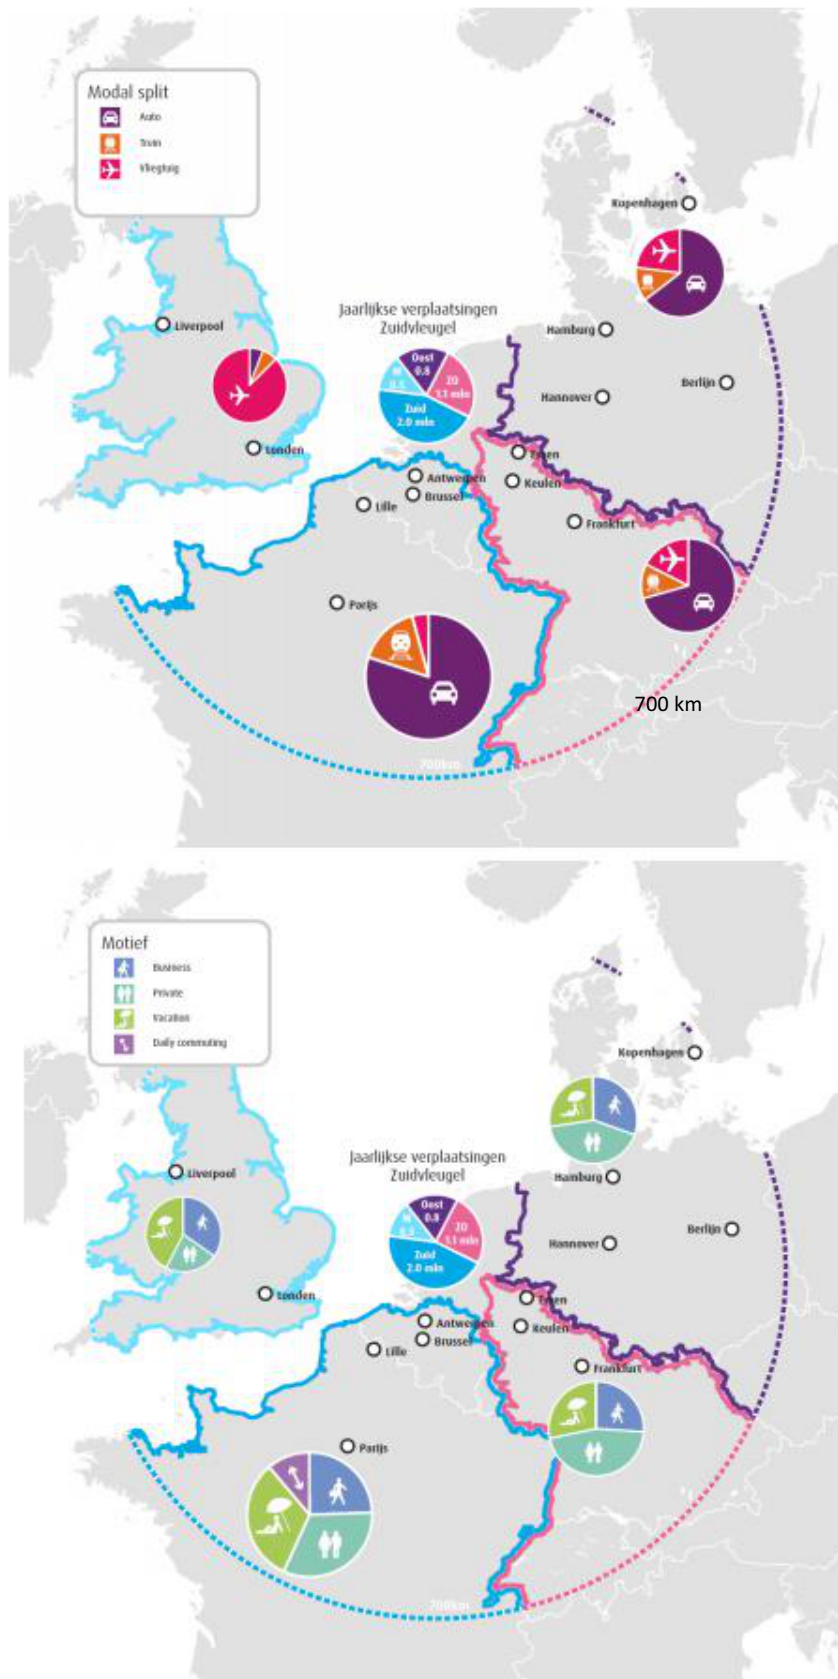 Modal split
Auto
Trein
Vliegtuig
Kopenhagen
Jaarlijkse verplaatsingen
Zuidvleugel
Liverpool
Hamburg
Oost
0.8
ZO
1.1 mln
Zuid
2.0 mln
Hannover
Berlijn
Londen
Essen
Antwerpen
Keulen
Brussel
Lille
Frankfurt
Parijs
700 km
700km
Motief
Business
Private
Vacation
Daily commuting
Kopenhagen
Jaarlijkse verplaatsingen
Zuidvleugel
Liverpool
Hamburg
Oost
0.8
ZO
1.1 mln
Zuid
2.0 mln
Hannover
Berlijn
Londen
Essen
Antwerpen
Keulen
Brussel
Lille
Frankfurt
Parijs
700km